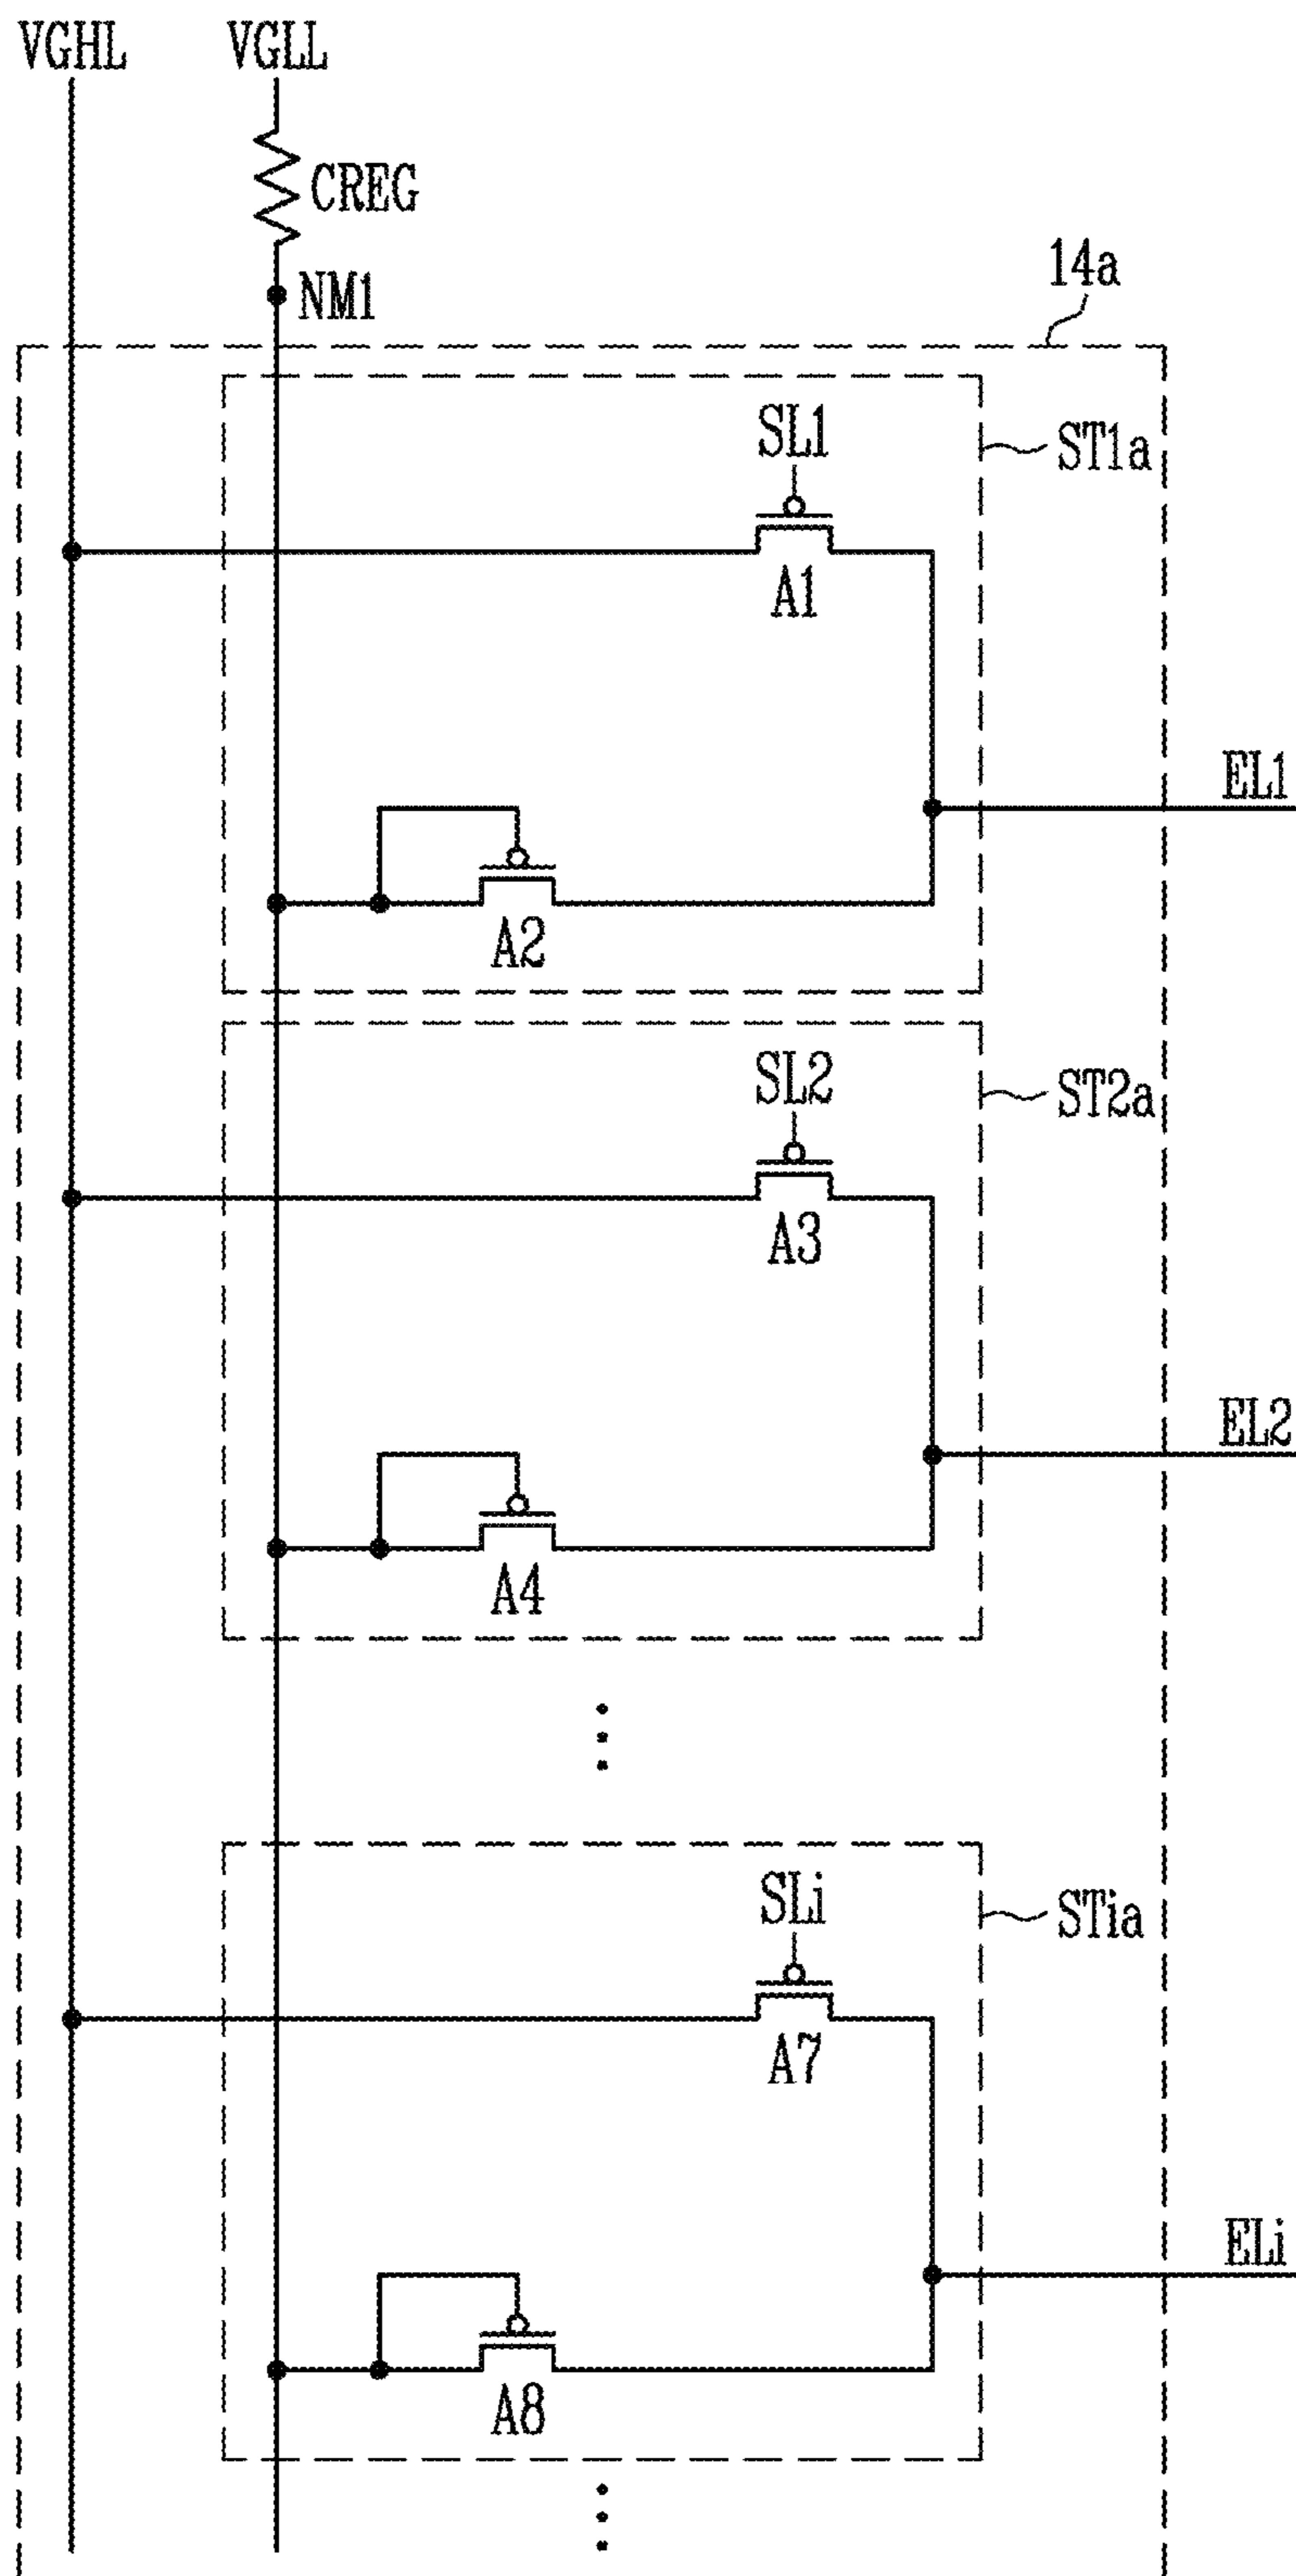 VGHL VGLL
CREG
NM1
14a
SL1
ST1a
A1
EL1
A2
SL2
ST2a
A3
EL2
A4
SLi
STia
A7
ELi
A8